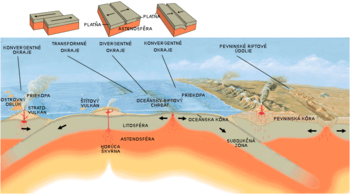 PLATŇA
PLATŇA
ASTENOSFÉRA
KONVERGENTNÉ
OKRAJE
TRANSFORMNÉ
OKRAJE
DIVERGENTNÉ
OKRAJE
KONVERGENTNÉ
OKRAJE
PEVNINSKÉ RIFTOVÉ
ÚDOLIE
PRIEKOPA
OSTROVNÝ
OBLÚK
STRATO-
VULKÁN
ŠTÍTOVÝ
VULKÁN
OCEÁNSKY RIFTOVÝ
CHRBÁT
PRIEKOPA
LITOSFÉRA
ASTENOSFÉRA
HORÚCA
ŠKVRNA
OCEÁNSKA KÔRA
PEVNINSKÁ KÔRA
SUBDUKČNÁ
ZÓNA